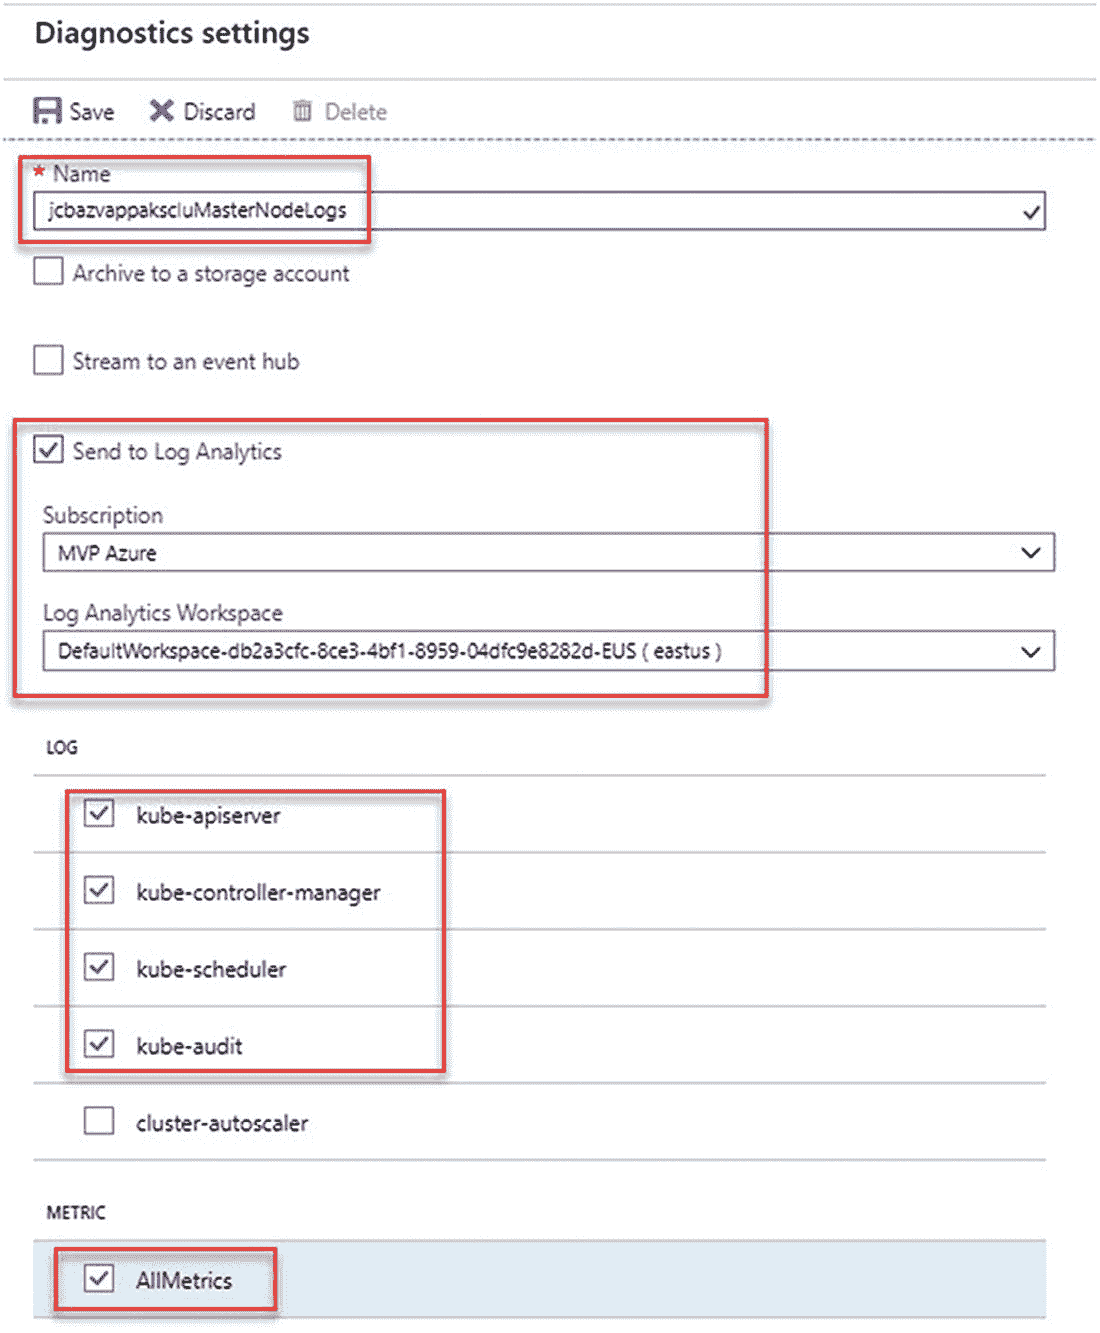 Diagnostics settings
Save Discard Delete
* Name
jcbazvappakscluMasterNodeLogs
Archive to a storage account
Stream to an event hub
Send to Log Analytics
Subscription
MVP Azure
Log Analytics Workspace
DefaultWorkspace-db2a3cfc-8ce3-4bf1-8959-04dfc9e8282d-EUS ( eastus )
LOG
kube-apiserver
kube-controller-manager
kube-scheduler
kube-audit
cluster-autoscaler
METRIC
AllMetrics